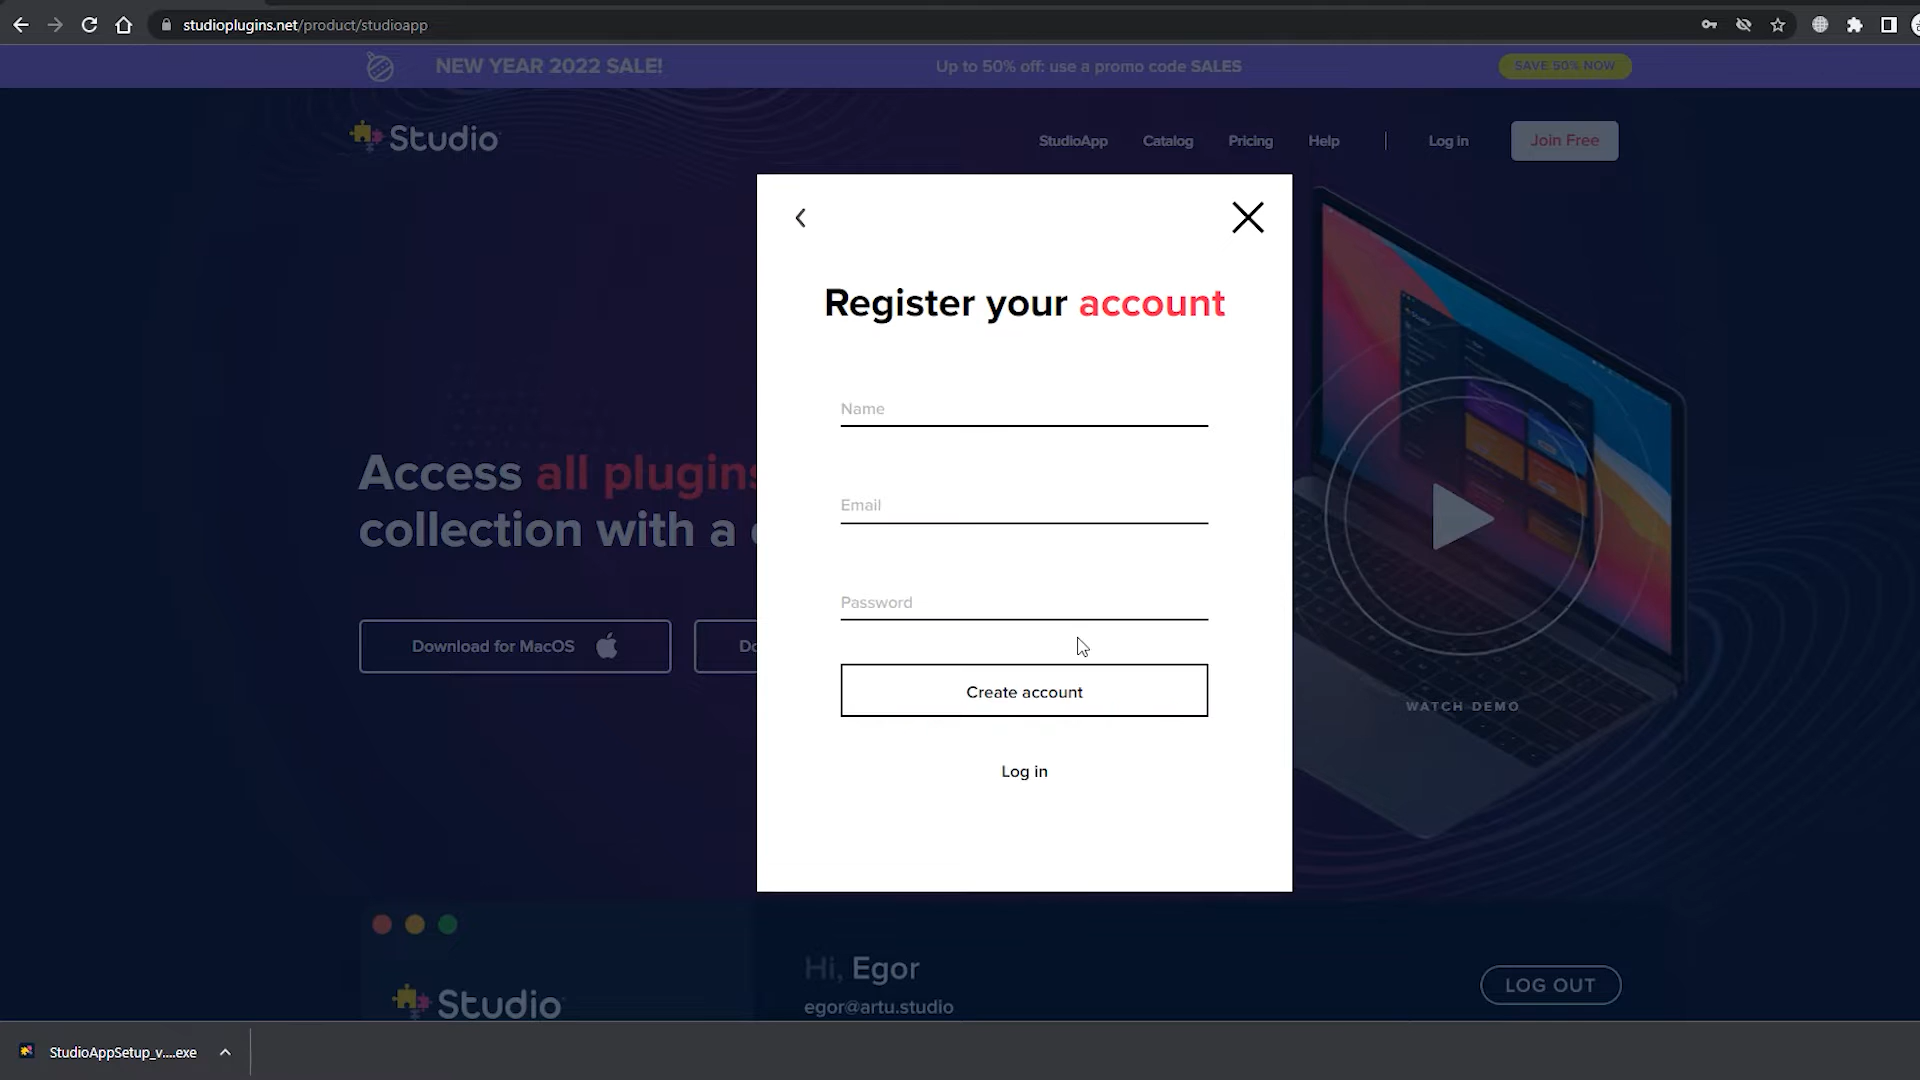 studioplugins.net/product/studioapp
NEW YEAR 2022 SALE!
Up to 50% off: use a promo code SALES
SAVE 50% NOW
Studio
StudioApp
Catalog
Pricing
Help
Log in
Join Free
Register your account
Name
Email
Password
Create account
Log in
Access all plugins
collection with a
Download for MacOS
Do
WATCH DEMO
Studio
Hi, Egor
egor@artu.studio
LOG OUT
StudioAppSetup_v....exe